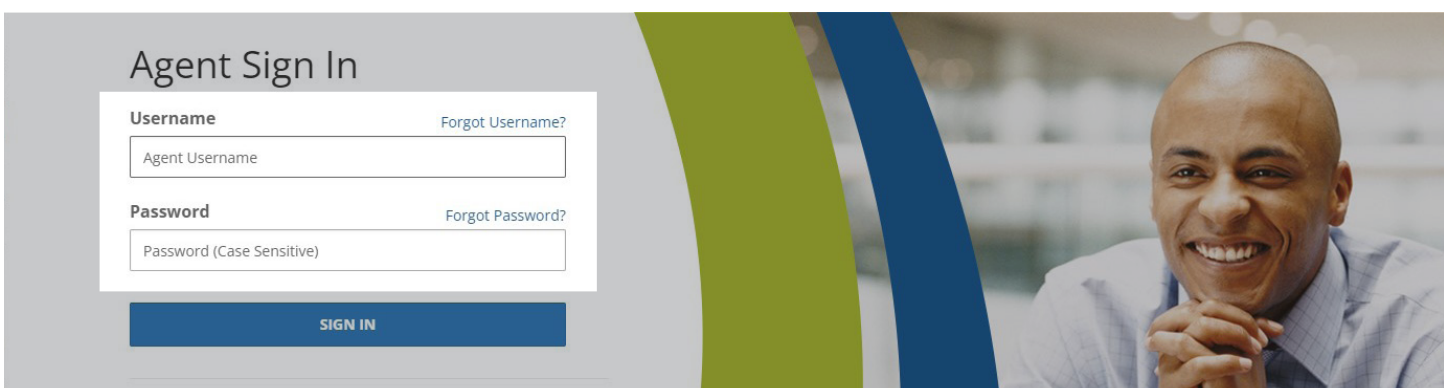 Agent Sign In
Username
Forgot Username?
Agent Username
Password
Forgot Password?
Password (Case Sensitive)
SIGN IN